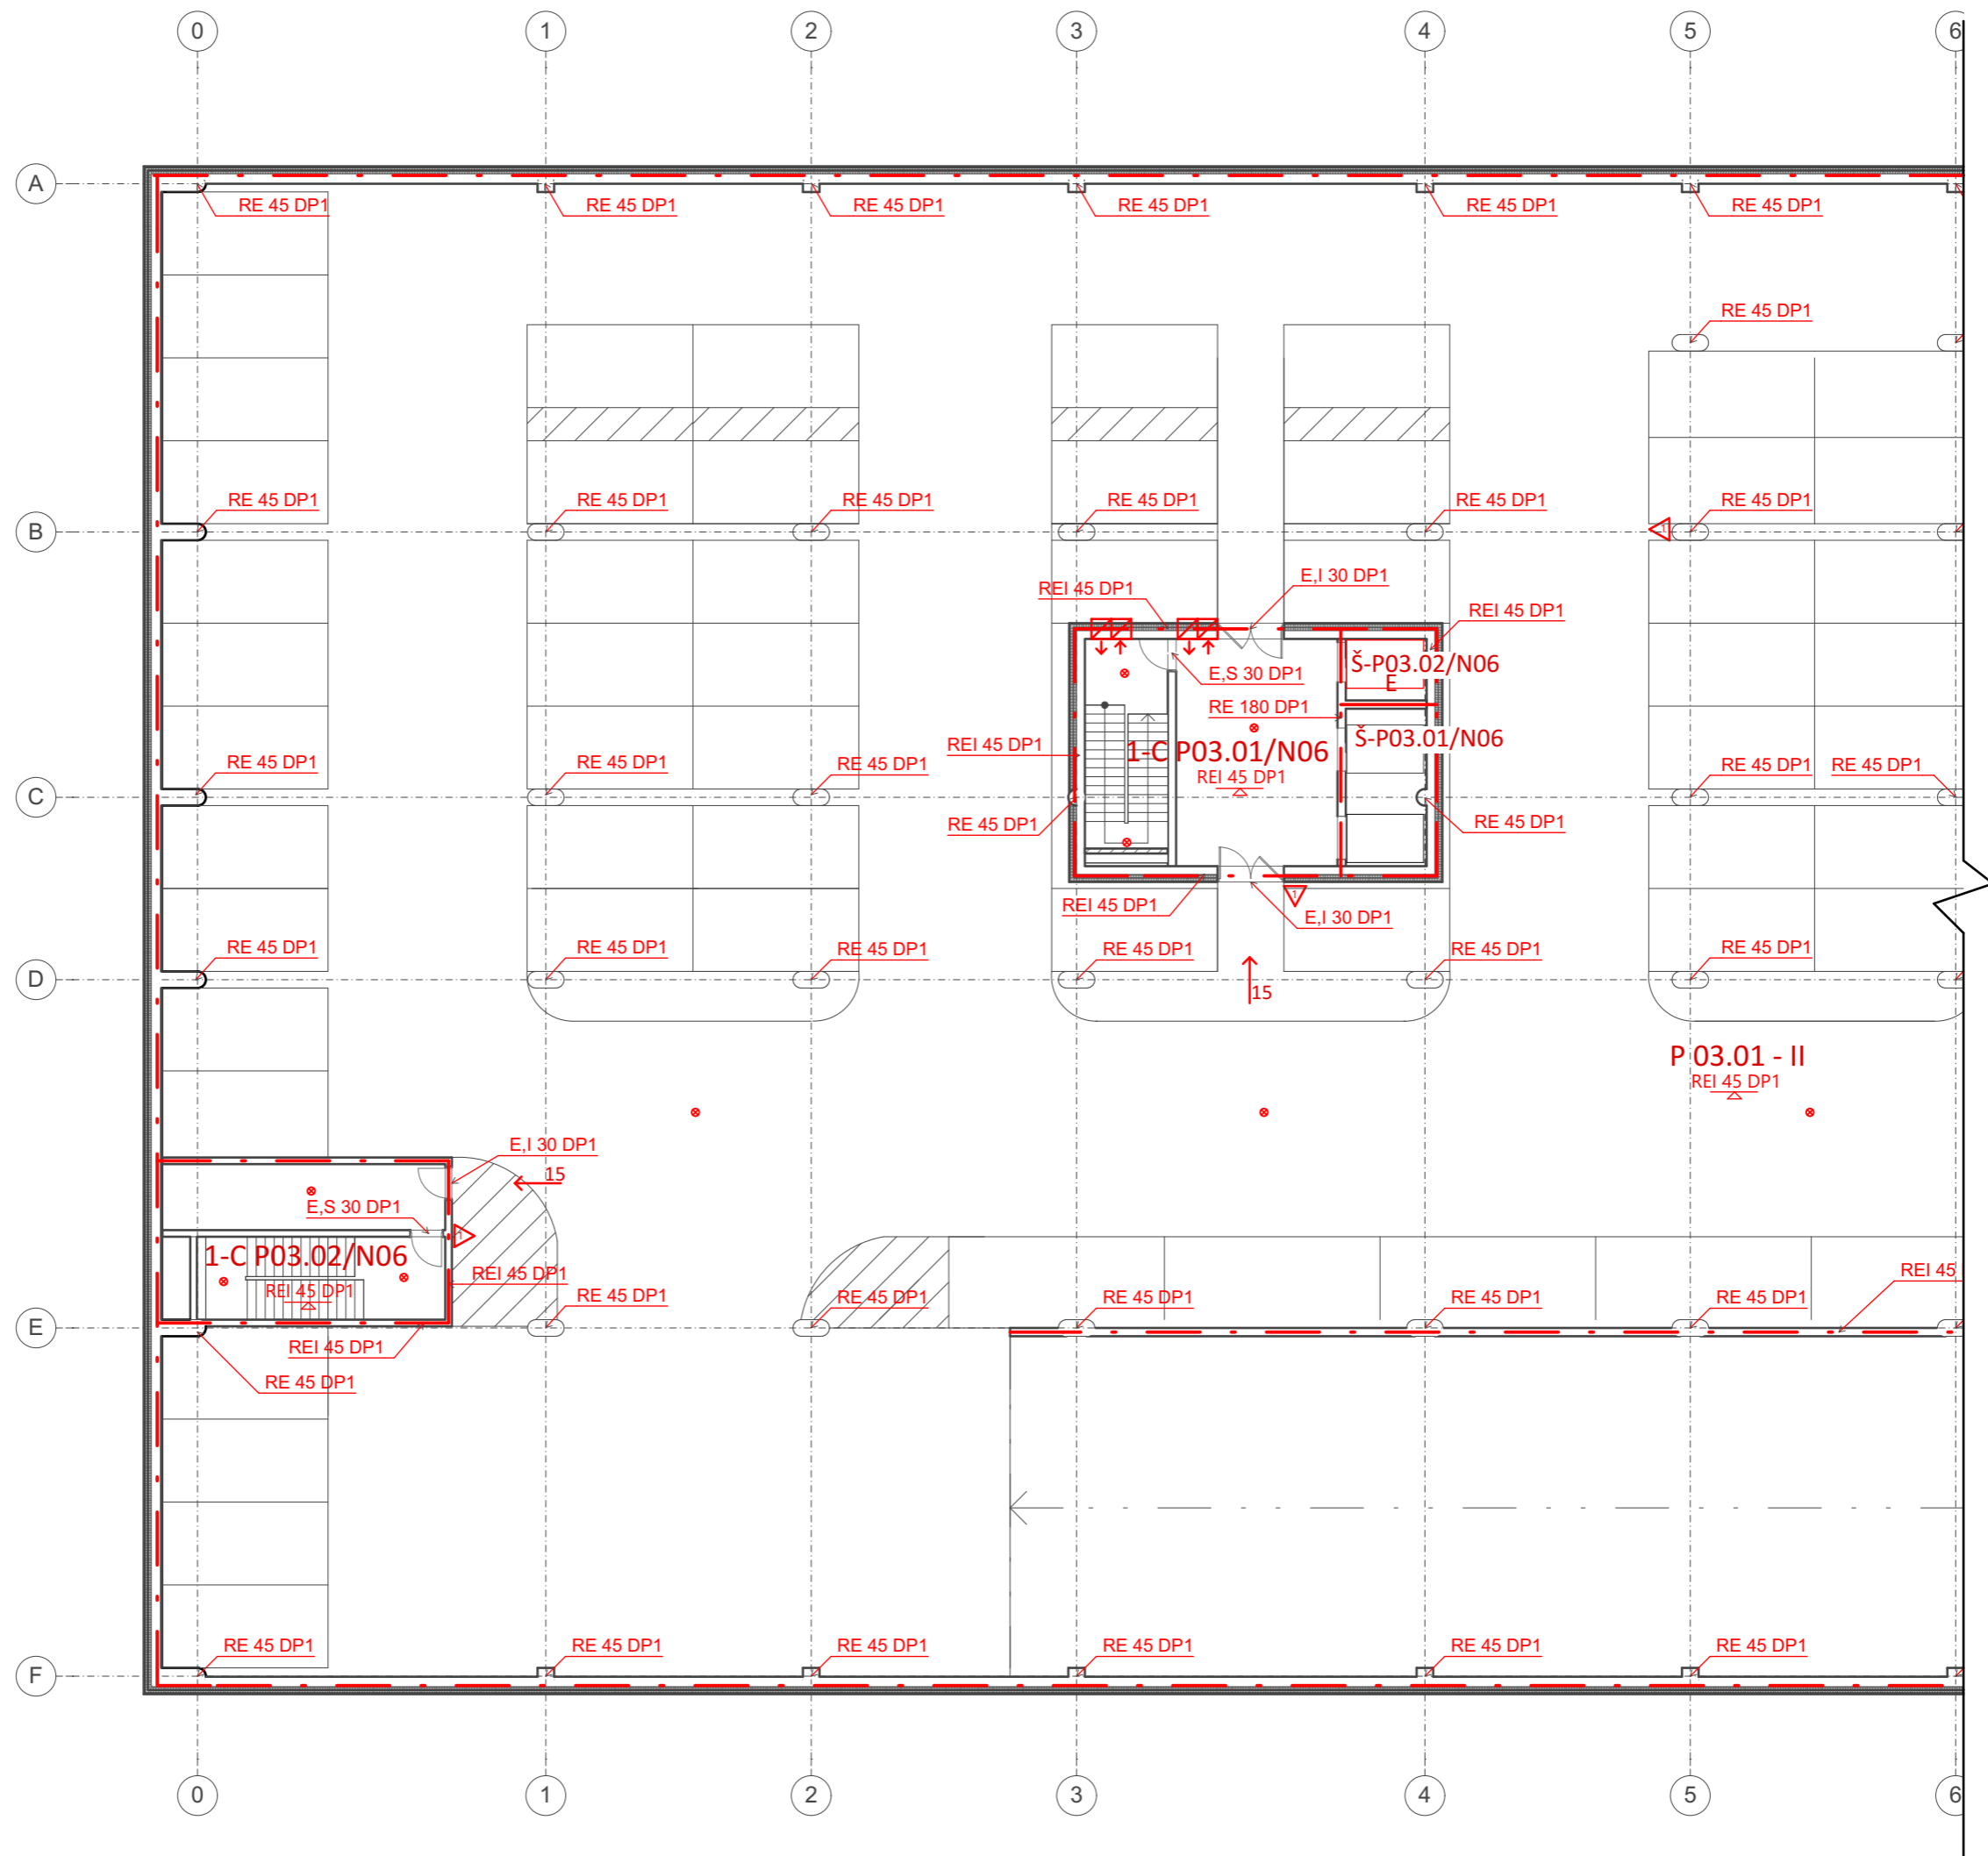 0 1 2 3 4 5 6
A
RE 45 DP1 RE 45 DP1 RE 45 DP1 RE 45 DP1 RE 45 DP1 RE 45 DP1
RE 45 DP1
RE 45 DP1 RE 45 DP1 RE 45 DP1 RE 45 DP1 RE 45 DP1 RE 45 DP1
B
1
E,I 30 DP1
REI 45 DP1
REI 45 DP1
Š-P03.02/N06
E
E,S 30 DP1
RE 180 DP1
Š-P03.01/N06
REI 45 DP1
1-C P03.01/N06
REI 45 DP1
RE 45 DP1 RE 45 DP1 RE 45 DP1 RE 45 DP1 RE 45 DP1
C
RE 45 DP1 RE 45 DP1
1
REI 45 DP1
E,I 30 DP1
RE 45 DP1 RE 45 DP1 RE 45 DP1 RE 45 DP1 RE 45 DP1 RE 45 DP1
D
15
P 03.01 - II
REI 45 DP1
E,I 30 DP1
15
E,S 30 DP1
1
1-C P03.02/N06
REI 45 DP1
REI 45 DP1
REI 45
RE 45 DP1 RE 45 DP1 RE 45 DP1 RE 45 DP1 RE 45 DP1
E
REI 45 DP1
RE 45 DP1
RE 45 DP1 RE 45 DP1 RE 45 DP1 RE 45 DP1 RE 45 DP1 RE 45 DP1
F
0 1 2 3 4 5 6